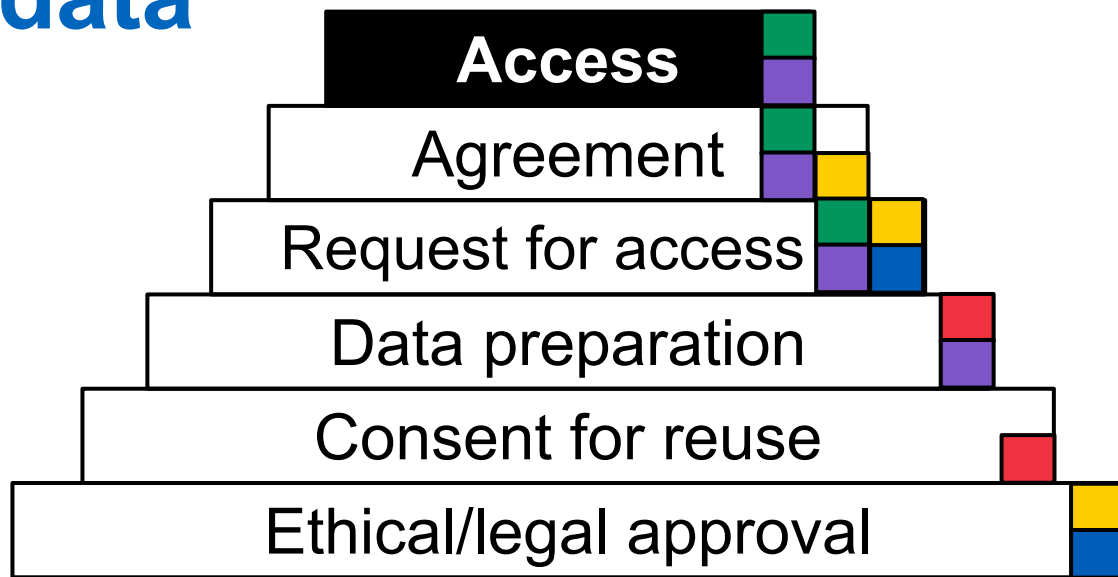 data
Access
Agreement
Request for access
Data preparation
Consent for reuse
Ethical/legal approval